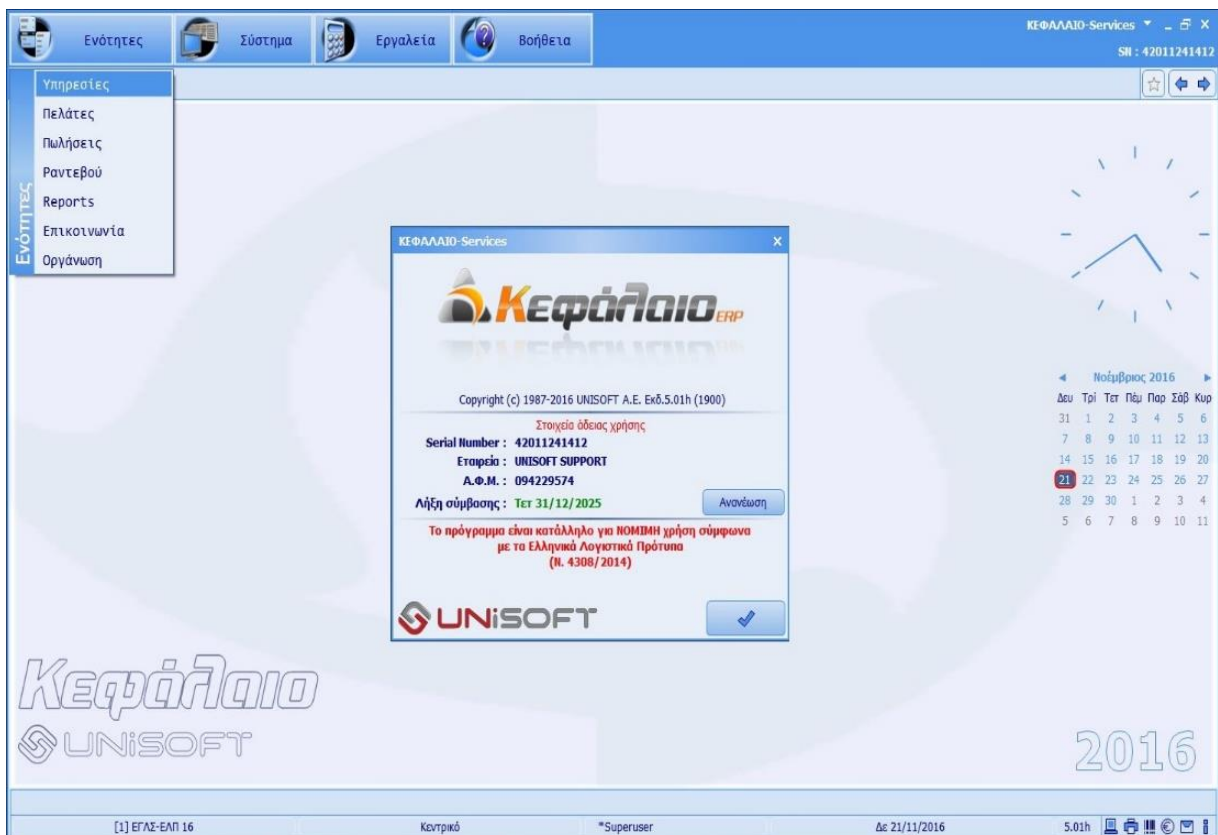 Ενότητες
Σύστημα
Εργαλεία
Βοήθεια
ΚΕΦΑΛΑΙΟ-Services
SN : 42011241412
Ενότητες
Υπηρεσίες
Πελάτες
Πωλήσεις
Ραντεβού
Reports
Επικοινωνία
Οργάνωση
ΚΕΦΑΛΑΙΟ-Services
Κεφάλαιο ERP
Copyright (c) 1987-2016 UNISOFT Α.Ε. Εκδ.5.01h (1900)
Στοιχεία άδειας χρήσης
Serial Number : 42011241412
Εταιρεία : UNISOFT SUPPORT
Α.Φ.Μ. : 094229574
Λήξη σύμβασης : Τετ 31/12/2025
Ανανέωση
Το πρόγραμμα είναι κατάλληλο για ΝΟΜΙΜΗ χρήση σύμφωνα
με τα Ελληνικά Λογιστικά Πρότυπα
(Ν. 4308/2014)
UNiSOFT
Νοέμβριος 2016
Δευ Τρί Τετ Πέμ Παρ Σάβ Κυρ
31 1 2 3 4 5 6
7 8 9 10 11 12 13
14 15 16 17 18 19 20
21 22 23 24 25 26 27
28 29 30 1 2 3 4
5 6 7 8 9 10 11
Κεφάλαιο
UNiSOFT
2016
[1] ΕΓΛΣ-ΕΛΠ 16
Κεντρικό
*Superuser
Δε 21/11/2016
5.01h